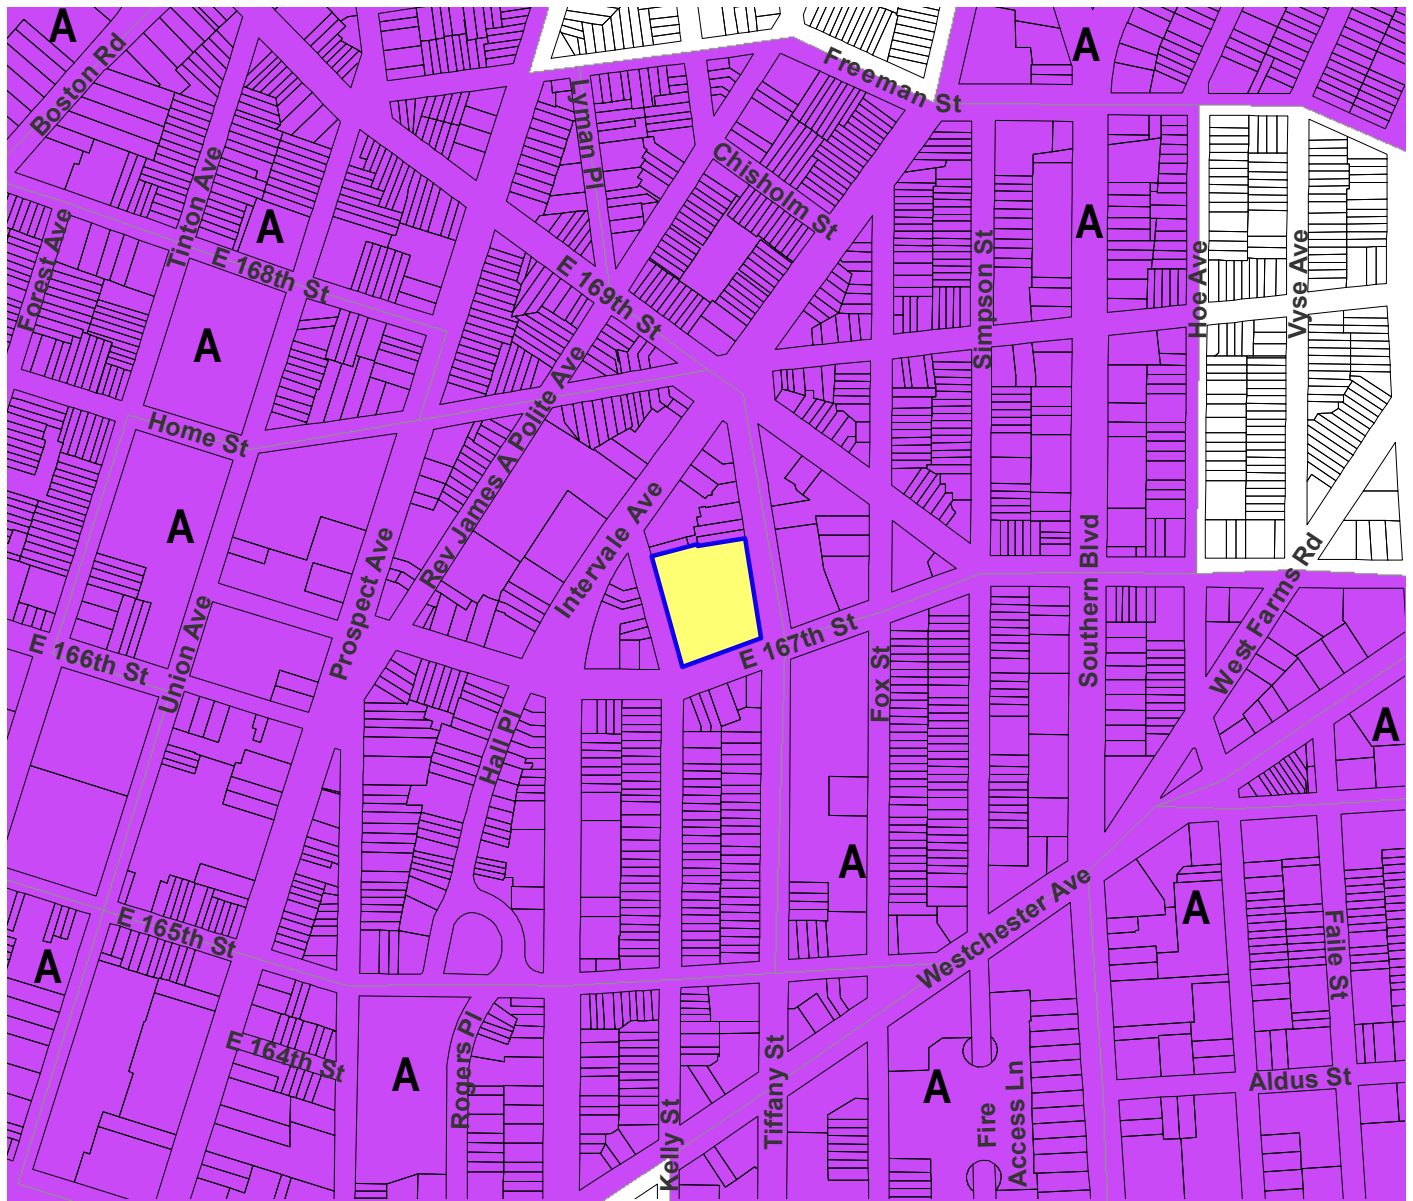 A
Boston Rd
A
Freeman St
Lyman Pl
Chisholm St
Tinton Ave
A
A
Forest Ave
E 168th St
E 169th St
Simpson St
Hoe Ave
Vyse Ave
A
Home St
Rev James A Polite Ave
A
Intervale Ave
Prospect Ave
Southern Blvd
West Farms Rd
E 166th St
Union Ave
E 167th St
Fox St
Hall Pl
A
A
A
E 165th St
Westchester Ave
Faile St
A
E 164th St
Rogers Pl
A
Kelly St
Tiffany St
A
Fire
Access Ln
Aldus St